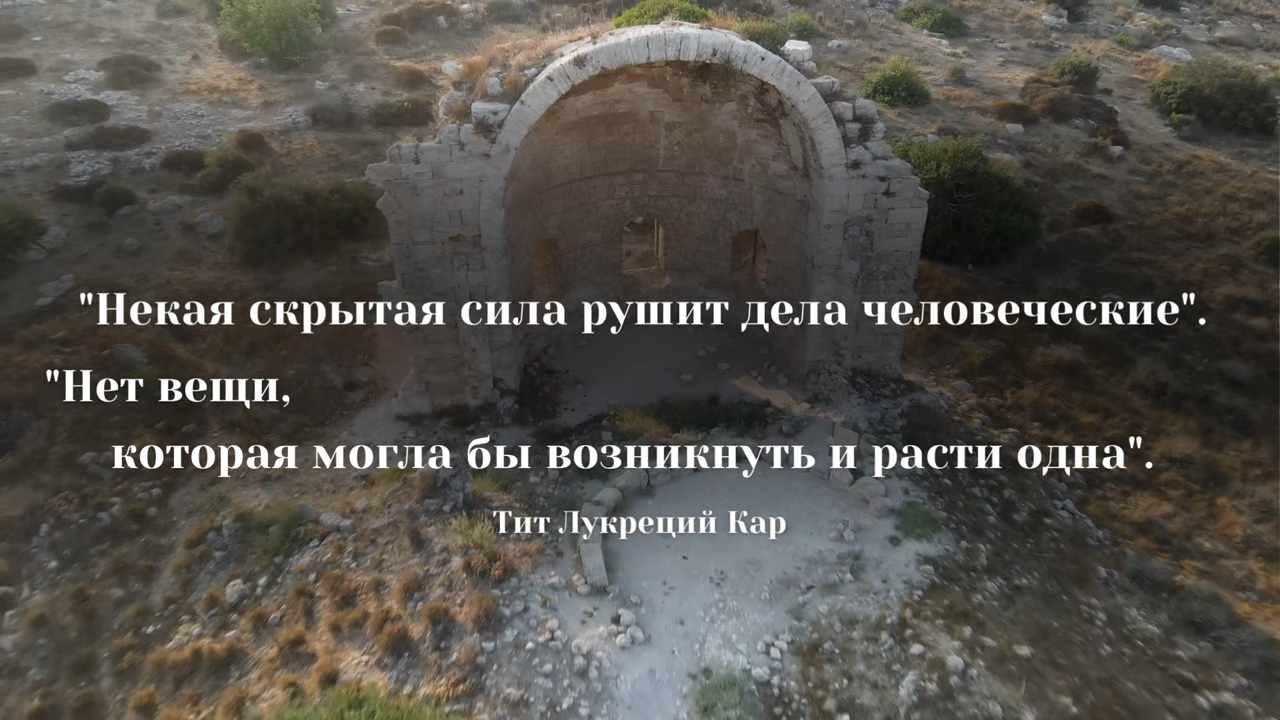 "Некая скрытая сила рушит дела человеческие".
"Нет вещи,
которая могла бы возникнуть и расти одна".
Тит Лукреций Кар